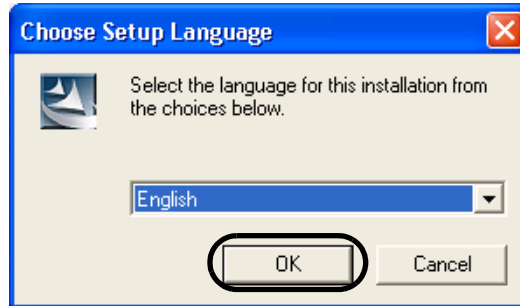 Choose Setup Language
Select the language for this installation from
the choices below.
English
OK
Cancel